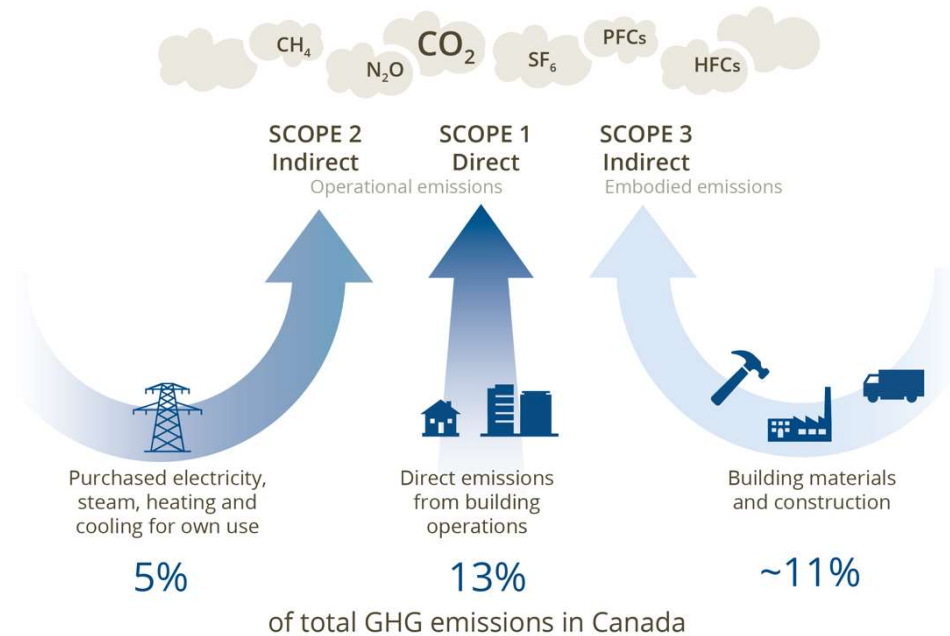 CH₄
N₂O
CO₂
SF₆
PFCs
HFCs
SCOPE 2
Indirect
SCOPE 1
Direct
Operational emissions
SCOPE 3
Indirect
Embodied emissions
Purchased electricity,
steam, heating and
cooling for own use
5%
Direct emissions
from building
operations
13%
Building materials
and construction
~11%
of total GHG emissions in Canada